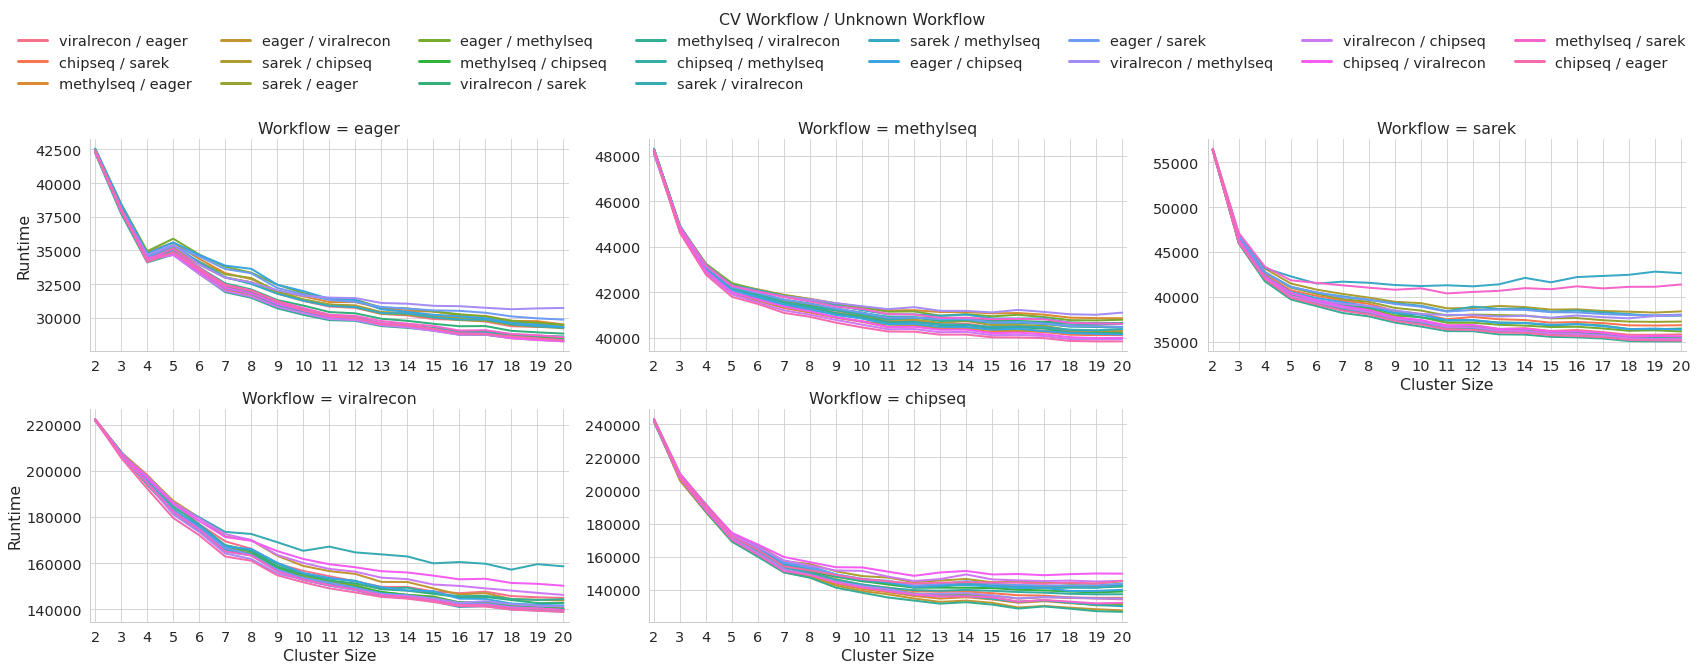 CV Workflow / Unknown Workflow
viralrecon / eager
eager / viralrecon
eager / methylseq
methylseq / viralrecon
sarek / methylseq
eager / sarek
viralrecon / chipseq
methylseq / sarek
chipseq / sarek
sarek / chipseq
methylseq / chipseq
chipseq / methylseq
eager / chipseq
viralrecon / methylseq
chipseq / viralrecon
chipseq / eager
methylseq / eager
sarek / eager
viralrecon / sarek
sarek / viralrecon
Workflow = eager
42500
40000
37500
35000
32500
30000
Runtime
2 3 4 5 6 7 8 9 10 11 12 13 14 15 16 17 18 19 20
Workflow = methylseq
48000
46000
44000
42000
40000
2 3 4 5 6 7 8 9 10 11 12 13 14 15 16 17 18 19 20
Workflow = sarek
55000
50000
45000
40000
35000
2 3 4 5 6 7 8 9 10 11 12 13 14 15 16 17 18 19 20
Cluster Size
Workflow = viralrecon
220000
200000
180000
160000
140000
Runtime
2 3 4 5 6 7 8 9 10 11 12 13 14 15 16 17 18 19 20
Cluster Size
Workflow = chipseq
240000
220000
200000
180000
160000
140000
2 3 4 5 6 7 8 9 10 11 12 13 14 15 16 17 18 19 20
Cluster Size